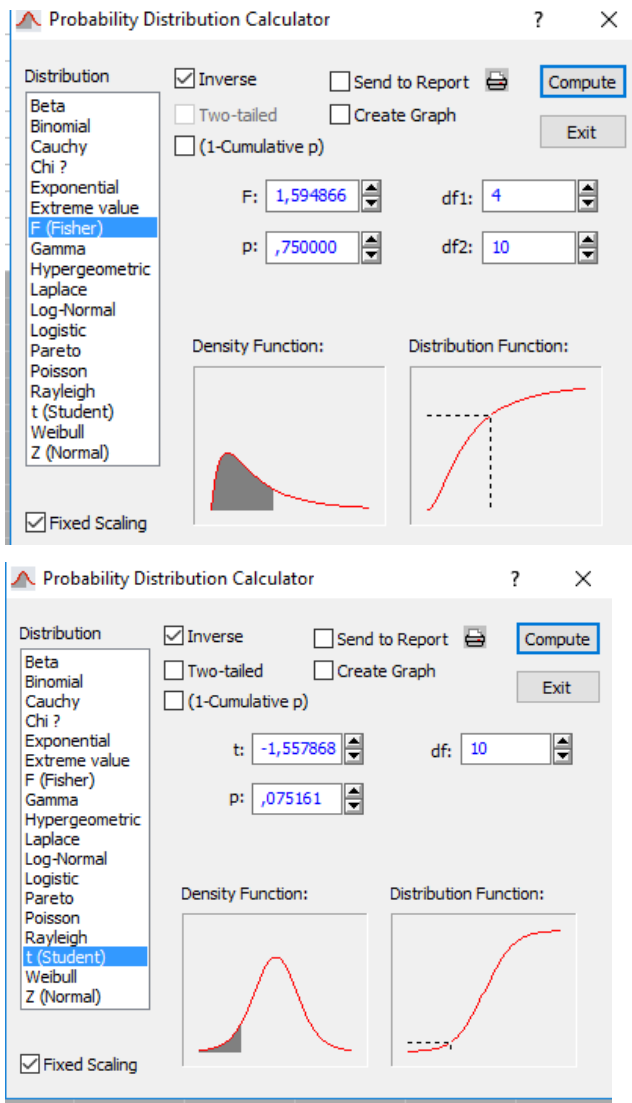 Probability Distribution Calculator ? ×
Distribution
Inverse
Send to Report
Compute
Two-tailed
Create Graph
Exit
(1-Cumulative p)
Beta
Binomial
Cauchy
Chi ?
Exponential
Extreme value
F (Fisher)
Gamma
Hypergeometric
Laplace
Log-Normal
Logistic
Pareto
Poisson
Rayleigh
t (Student)
Weibull
Z (Normal)
F: 1,594866 df1: 4
p: ,750000 df2: 10
Density Function: Distribution Function:
Fixed Scaling
Probability Distribution Calculator ? ×
Distribution
Inverse
Send to Report
Compute
Two-tailed
Create Graph
Exit
(1-Cumulative p)
Beta
Binomial
Cauchy
Chi ?
Exponential
Extreme value
F (Fisher)
Gamma
Hypergeometric
Laplace
Log-Normal
Logistic
Pareto
Poisson
Rayleigh
t (Student)
Weibull
Z (Normal)
t: -1,557868 df: 10
p: ,075161
Density Function: Distribution Function:
Fixed Scaling